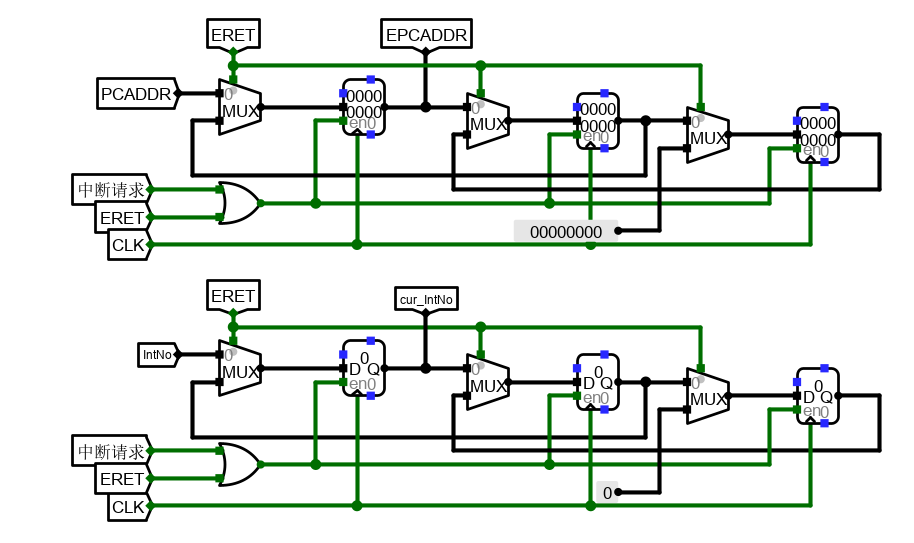 ERET
EPCADDR
PCADDR
0
MUX
0000
0000
en0
0
MUX
0000
0000
en0
0
MUX
0000
0000
en0
中断请求
ERET
CLK
00000000
ERET
cur_IntNo
IntNo
0
MUX
0
D Q
en0
0
MUX
0
D Q
en0
0
MUX
0
D Q
en0
中断请求
ERET
CLK
0